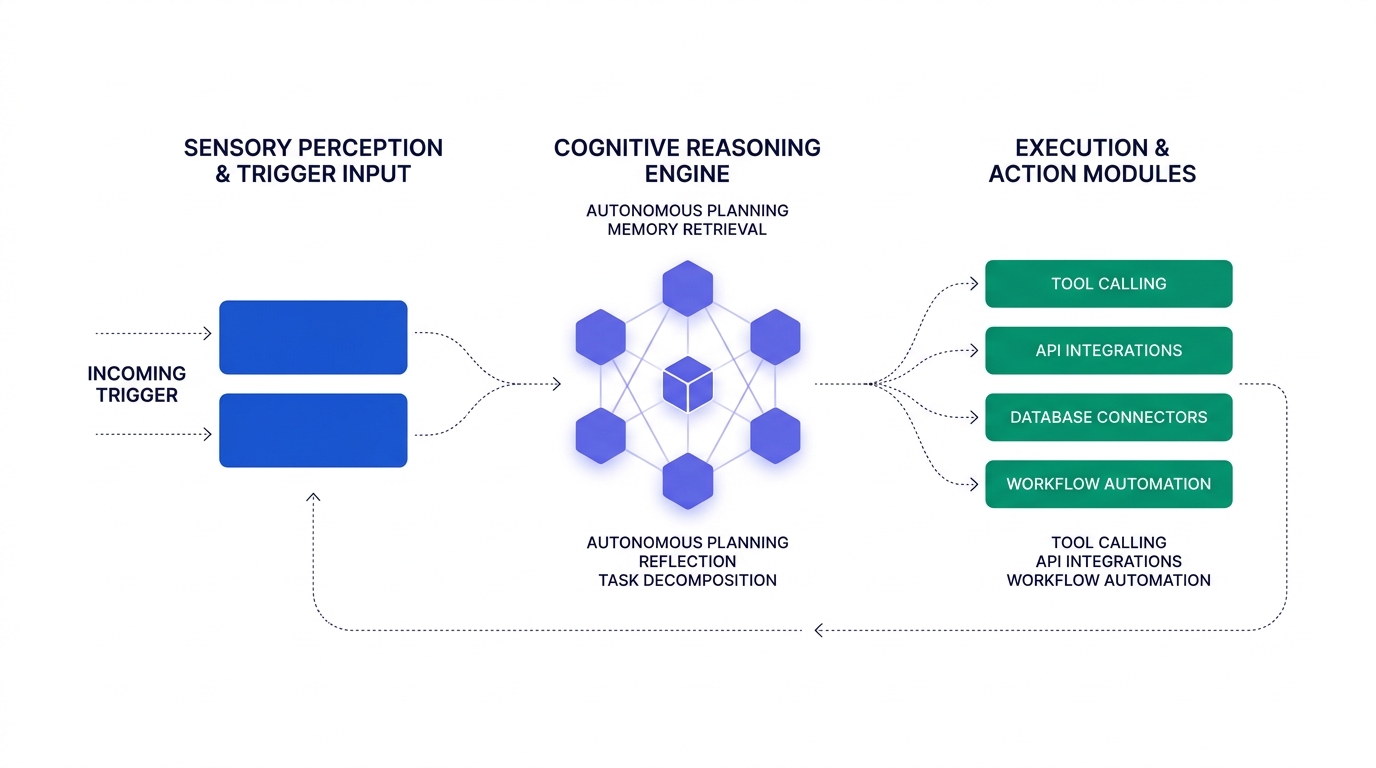 SENSORY PERCEPTION
& TRIGGER INPUT
COGNITIVE REASONING
ENGINE
AUTONOMOUS PLANNING
MEMORY RETRIEVAL
EXECUTION &
ACTION MODULES
INCOMING
TRIGGER
TOOL CALLING
API INTEGRATIONS
DATABASE CONNECTORS
WORKFLOW AUTOMATION
AUTONOMOUS PLANNING
REFLECTION
TASK DECOMPOSITION
TOOL CALLING
API INTEGRATIONS
WORKFLOW AUTOMATION